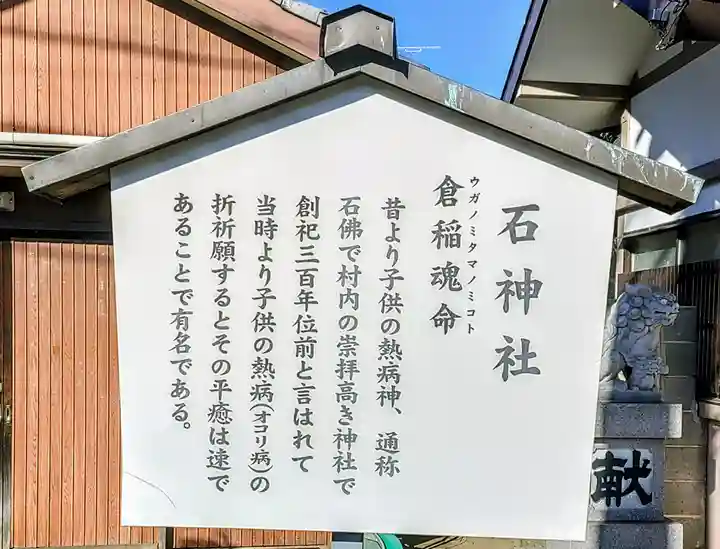 石神社
倉稲魂命
ウガノミタマノミコト
昔より子供の熱病神、通称
石佛で村内の崇拝高き神社で
創祀三百年位前と言はれて
当時より子供の熱病(オコリ病)の
折祈願するとその平癒は速で
あることで有名である。
献